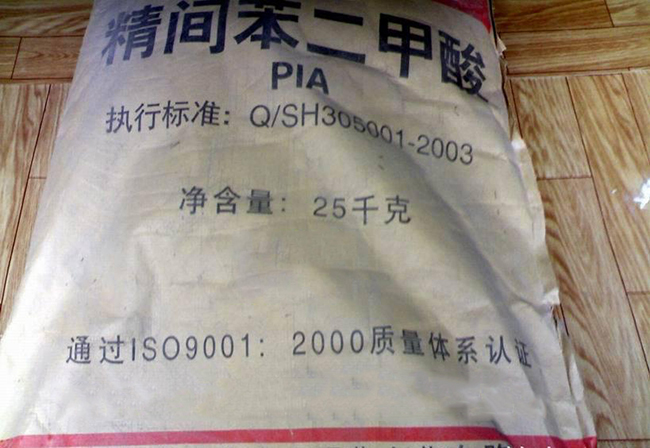 精间苯二甲酸
PIA
执行标准：Q/SH305001-2003
净含量：25千克
通过ISO9001：2000质量体系认证